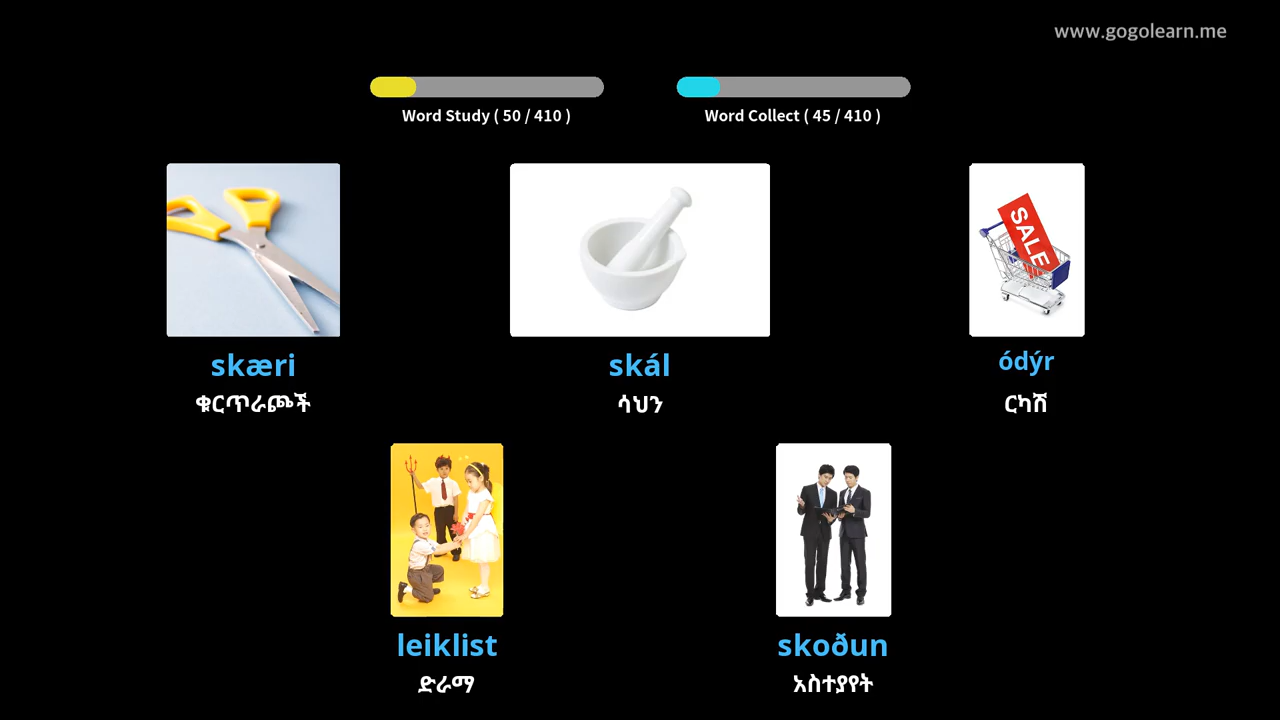 www.gogolearn.me
Word Study ( 50 / 410 )
Word Collect ( 45 / 410 )
SALE
skæri
skál
ódýr
ቁርጥራጮች
ሳህን
ርካሽ
leiklist
skoðun
ድራማ
አስተያየት